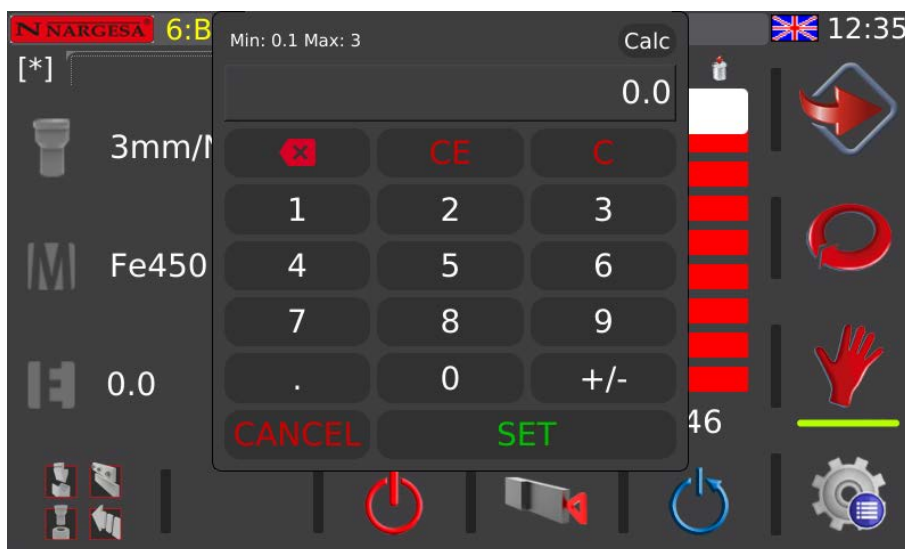 NARGESA 6:B 12:35
Min: 0.1 Max: 3 Calc
[*]
0.0
3mm/
CE C
1 2 3
Fe450 4 5 6
7 8 9
0.0 . 0 +/-
CANCEL SET 46